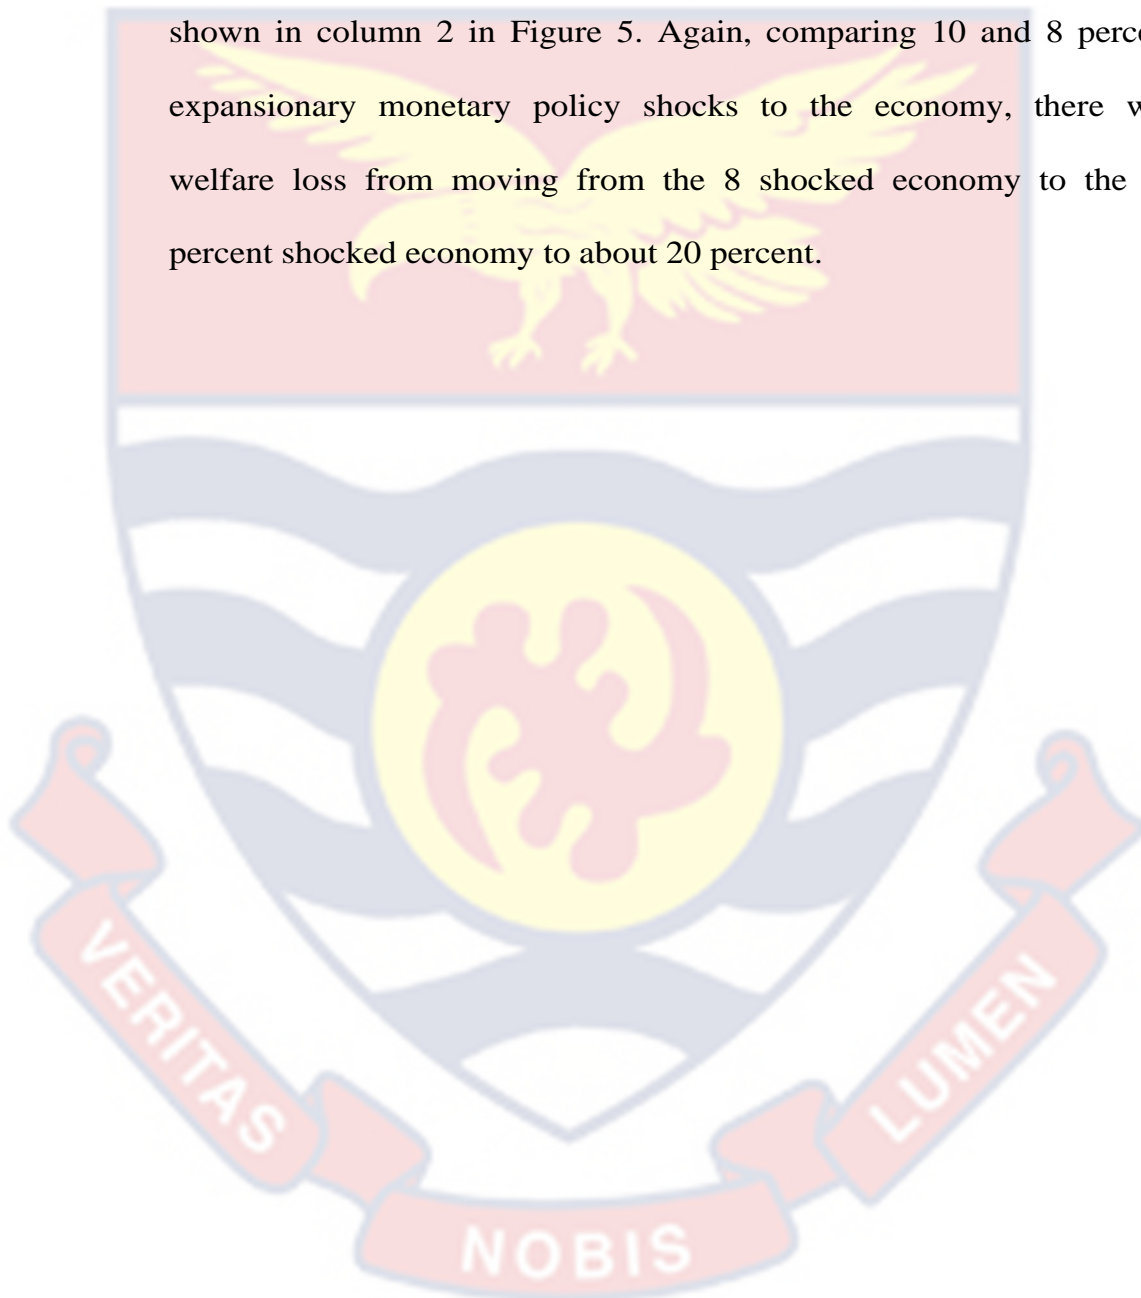 shown in column 2 in Figure 5. Again, comparing 10 and 8 perc
expansionary monetary policy shocks to the economy, there w
welfare loss from moving from the 8 shocked economy to the
percent shocked economy to about 20 percent.
VERITAS
NOBIS
LUMEN